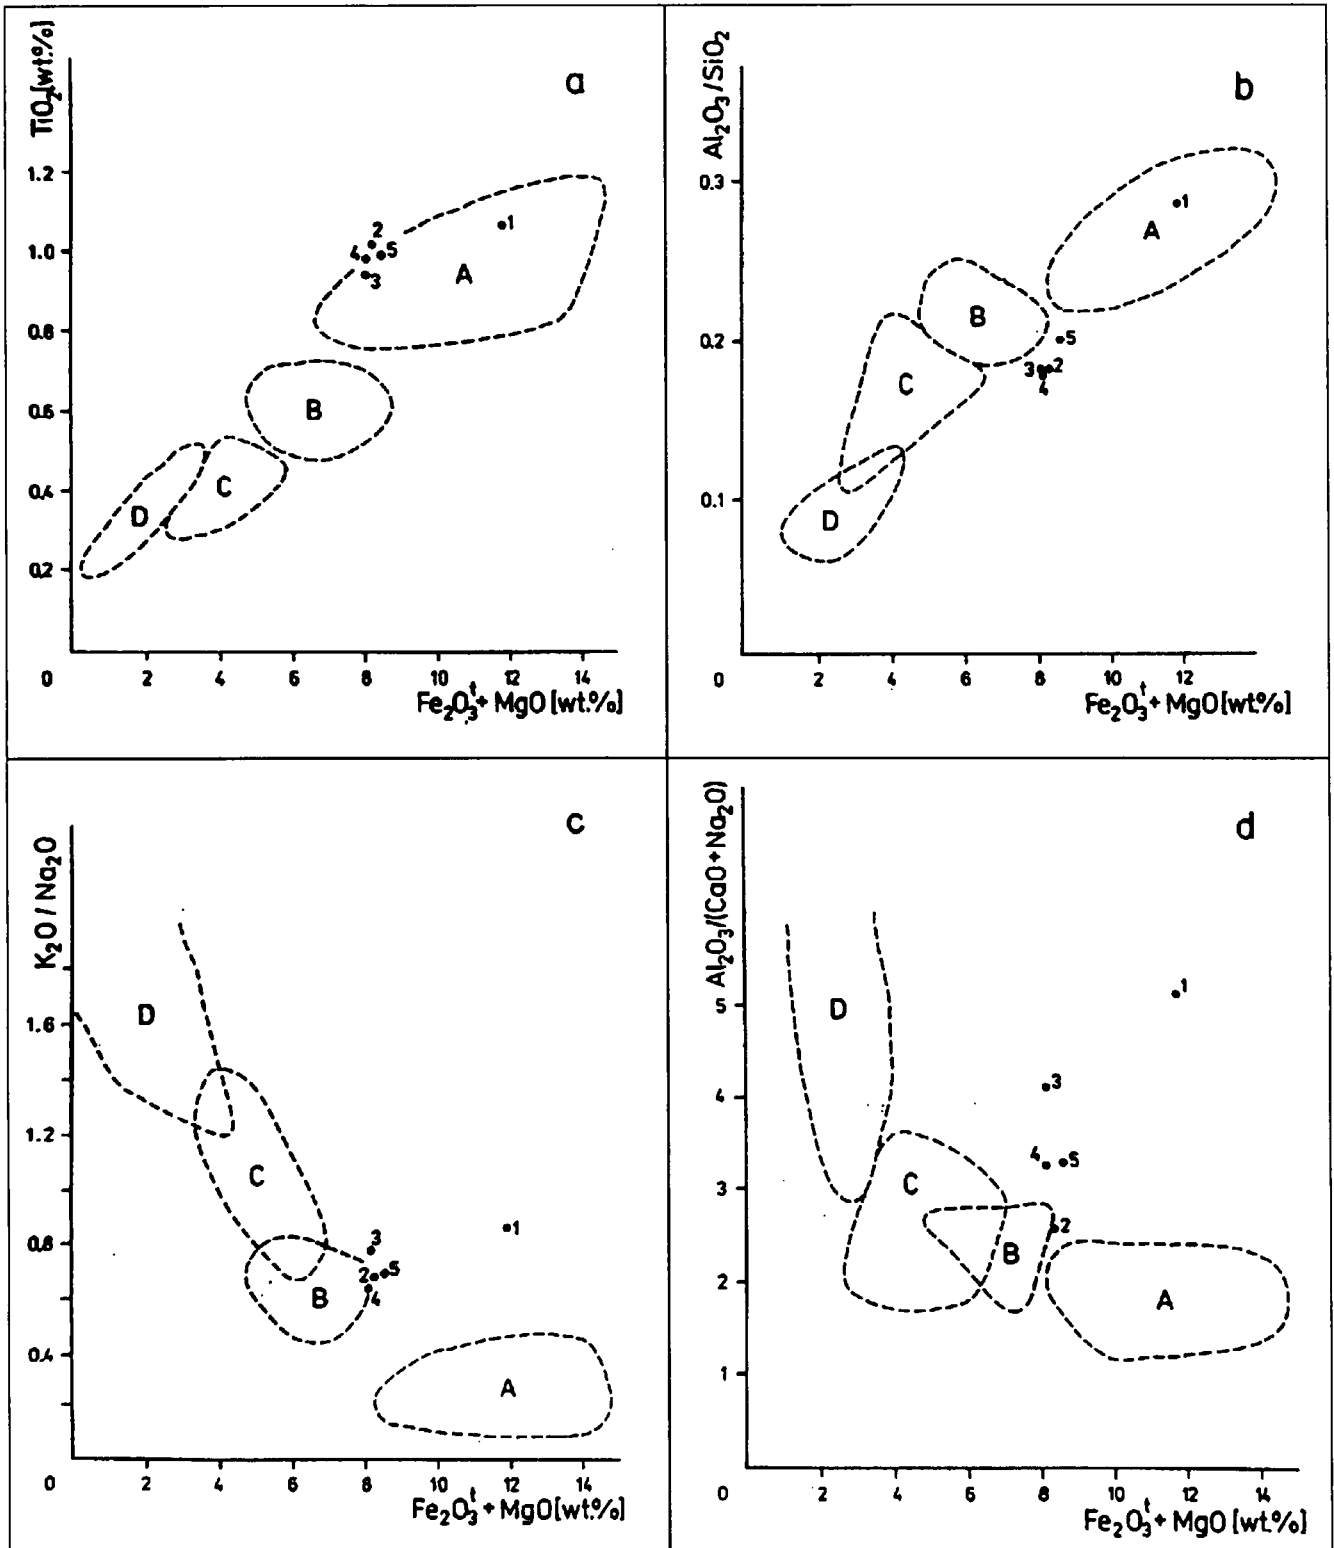 a
TiO2 [wt.%]
1.2
1.0
0.8
0.6
0.4
0.2
0 2 4 6 8 10 12 14
Fe2O3t + MgO [wt.%]
A
B
C
D
1
2
4 5
3
b
Al2O3/SiO2
0.3
0.2
0.1
0 2 4 6 8 10 12
Fe2O3t + MgO [wt.%]
1
A
B
5
3 2
4
C
D
c
K2O / Na2O
1.6
1.2
0.8
0.4
0 2 4 6 8 10 12 14
Fe2O3t + MgO [wt.%]
D
C
1
3
2 5
4
B
A
d
Al2O3/(CaO+Na2O)
5
4
3
2
1
0 2 4 6 8 10 12 14
Fe2O3t + MgO [wt.%]
1
D
3
4 5
C
2
B
A